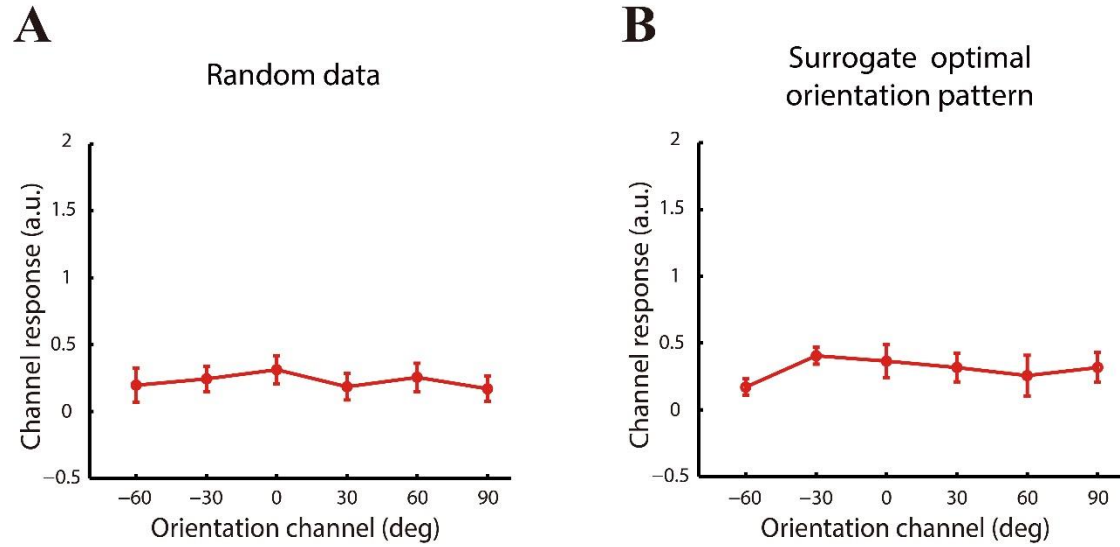 A
Random data
Channel response (a.u.)
2
1.5
1
0.5
0
−0.5
−60 −30 0 30 60 90
Orientation channel (deg)
B
Surrogate optimal
orientation pattern
Channel response (a.u.)
2
1.5
1
0.5
0
−0.5
−60 −30 0 30 60 90
Orientation channel (deg)